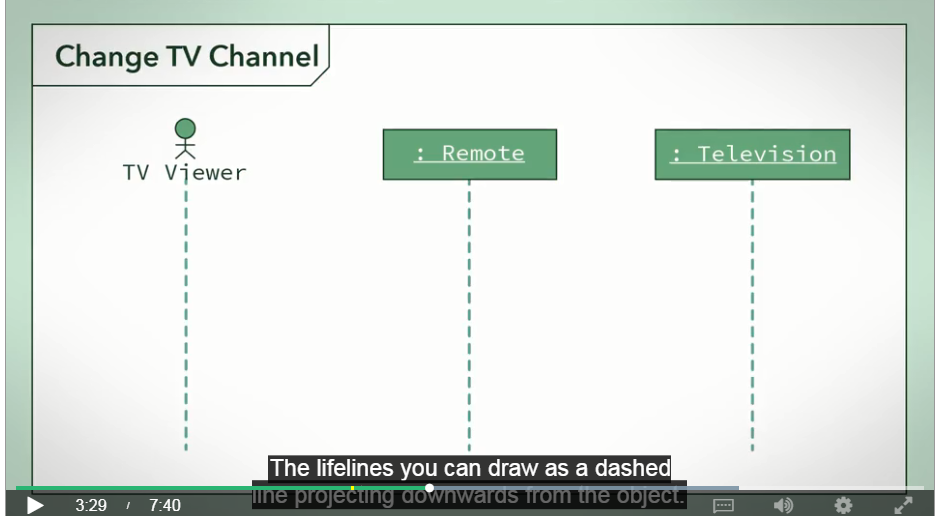 Change TV Channel
TV Viewer
: Remote
: Television
The lifelines you can draw as a dashed
line projecting downwards from the object.
3:29 / 7:40